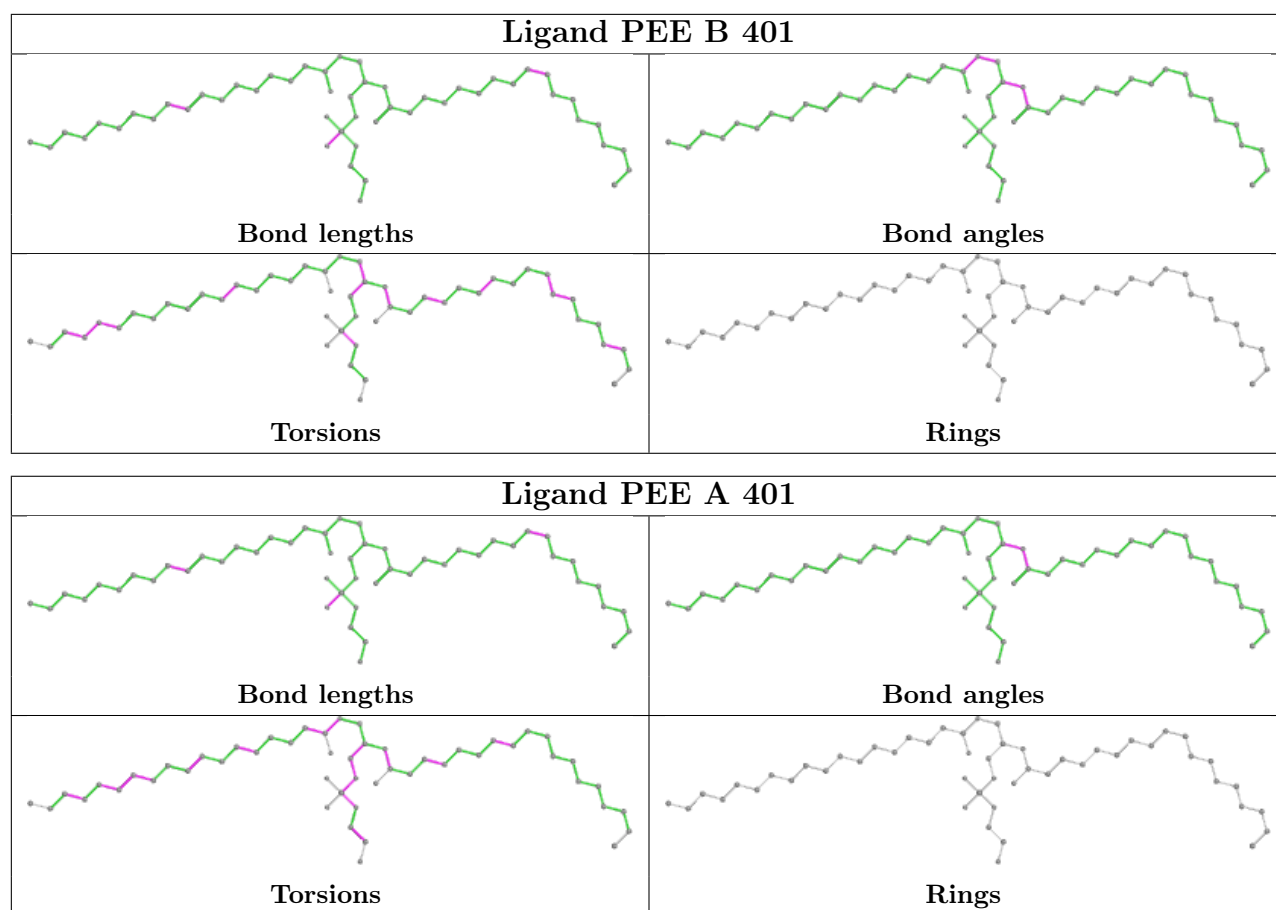 Ligand PEE B 401
Bond lengths
Bond angles
Torsions
Rings
Ligand PEE A 401
Bond lengths
Bond angles
Torsions
Rings